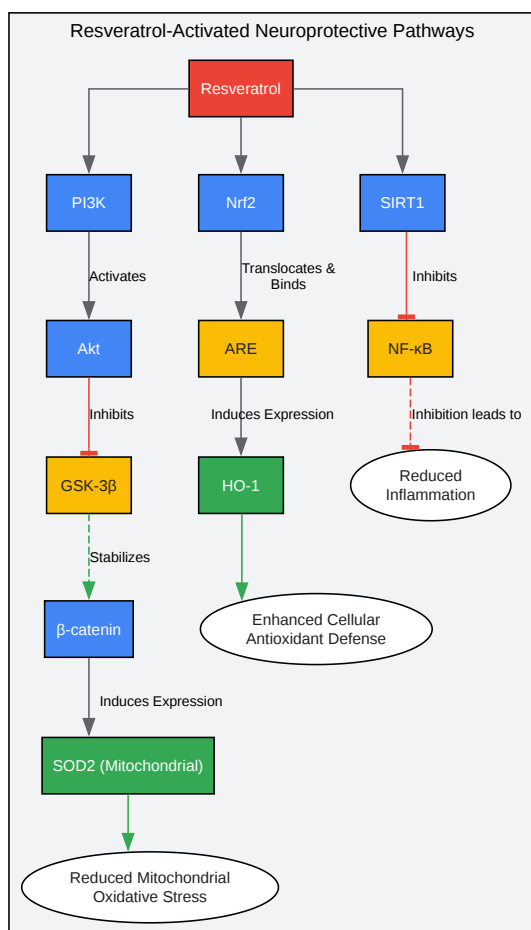 Resveratrol-Activated Neuroprotective Pathways
Resveratrol
PI3K
Nrf2
SIRT1
Activates
Translocates &
Binds
Inhibits
Akt
ARE
NF-κB
Inhibits
Induces Expression
Inhibition leads to
GSK-3β
HO-1
Reduced
Inflammation
Stabilizes
β-catenin
Enhanced Cellular
Antioxidant Defense
Induces Expression
SOD2 (Mitochondrial)
Reduced Mitochondrial
Oxidative Stress